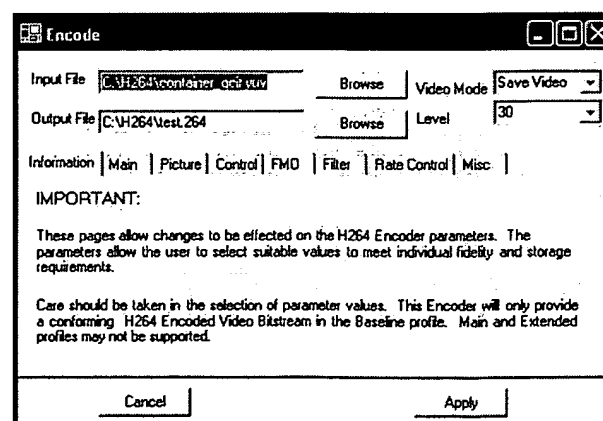 Encode
Input File C:\H264\container_qcif.yuv Browse Video Mode Save Video
Output File C:\H264\test.264 Browse Level 30
Information Main Picture Control FMO Filter Rate Control Misc
IMPORTANT:
These pages allow changes to be effected on the H264 Encoder parameters. The
parameters allow the user to select suitable values to meet individual fidelity and storage
requirements.
Care should be taken in the selection of parameter values. This Encoder will only provide
a conforming H264 Encoded Video Bitstream in the Baseline profile. Main and Extended
profiles may not be supported.
Cancel Apply